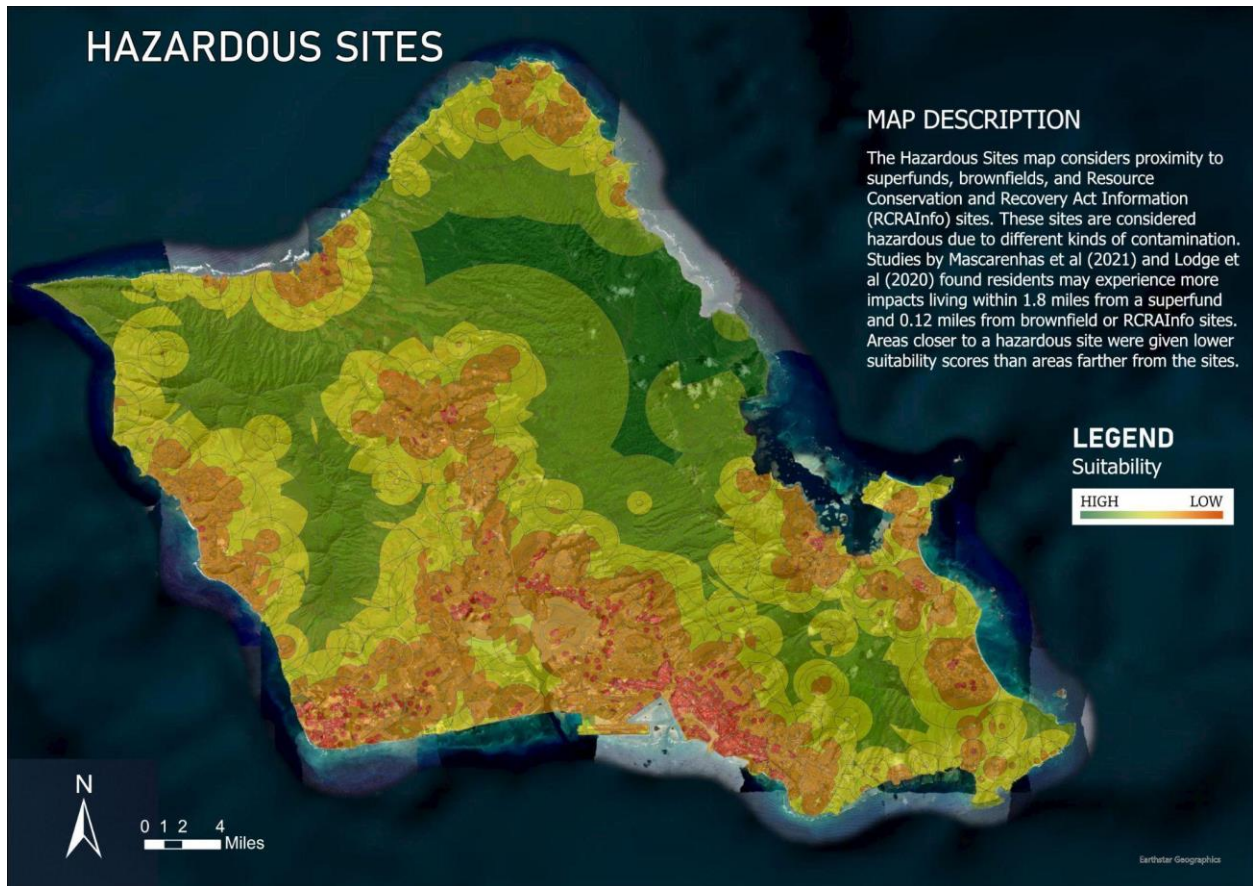 HAZARDOUS SITES
MAP DESCRIPTION
The Hazardous Sites map considers proximity to
superfunds, brownfields, and Resource
Conservation and Recovery Act Information
(RCRAInfo) sites. These sites are considered
hazardous due to different kinds of contamination.
Studies by Mascarenhas et al (2021) and Lodge et
al (2020) found residents may experience more
impacts living within 1.8 miles from a superfund
and 0.12 miles from brownfield or RCRAInfo sites.
Areas closer to a hazardous site were given lower
suitability scores than areas farther from the sites.
LEGEND
Suitability
HIGH LOW
N
0 1 2 4
Miles
Earthstar Geographics